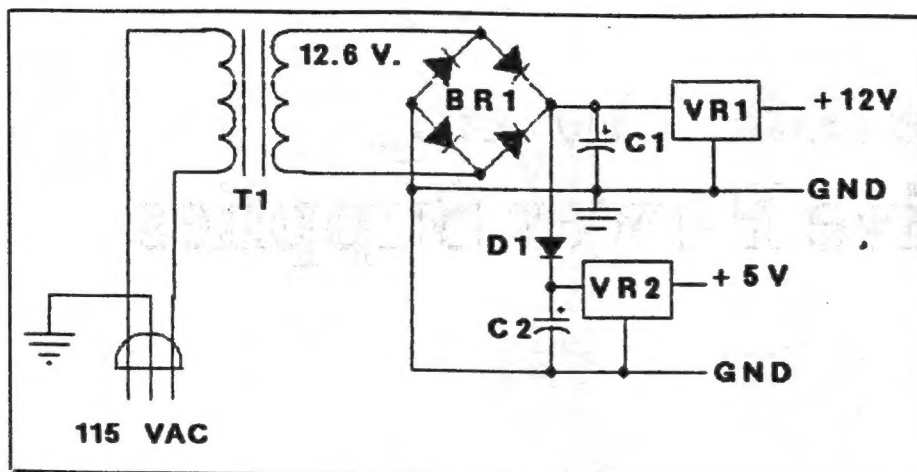 12.6 V.
BR1
VR1
+12V
C1
T1
GND
D1
VR2
+5V
C2
GND
115 VAC